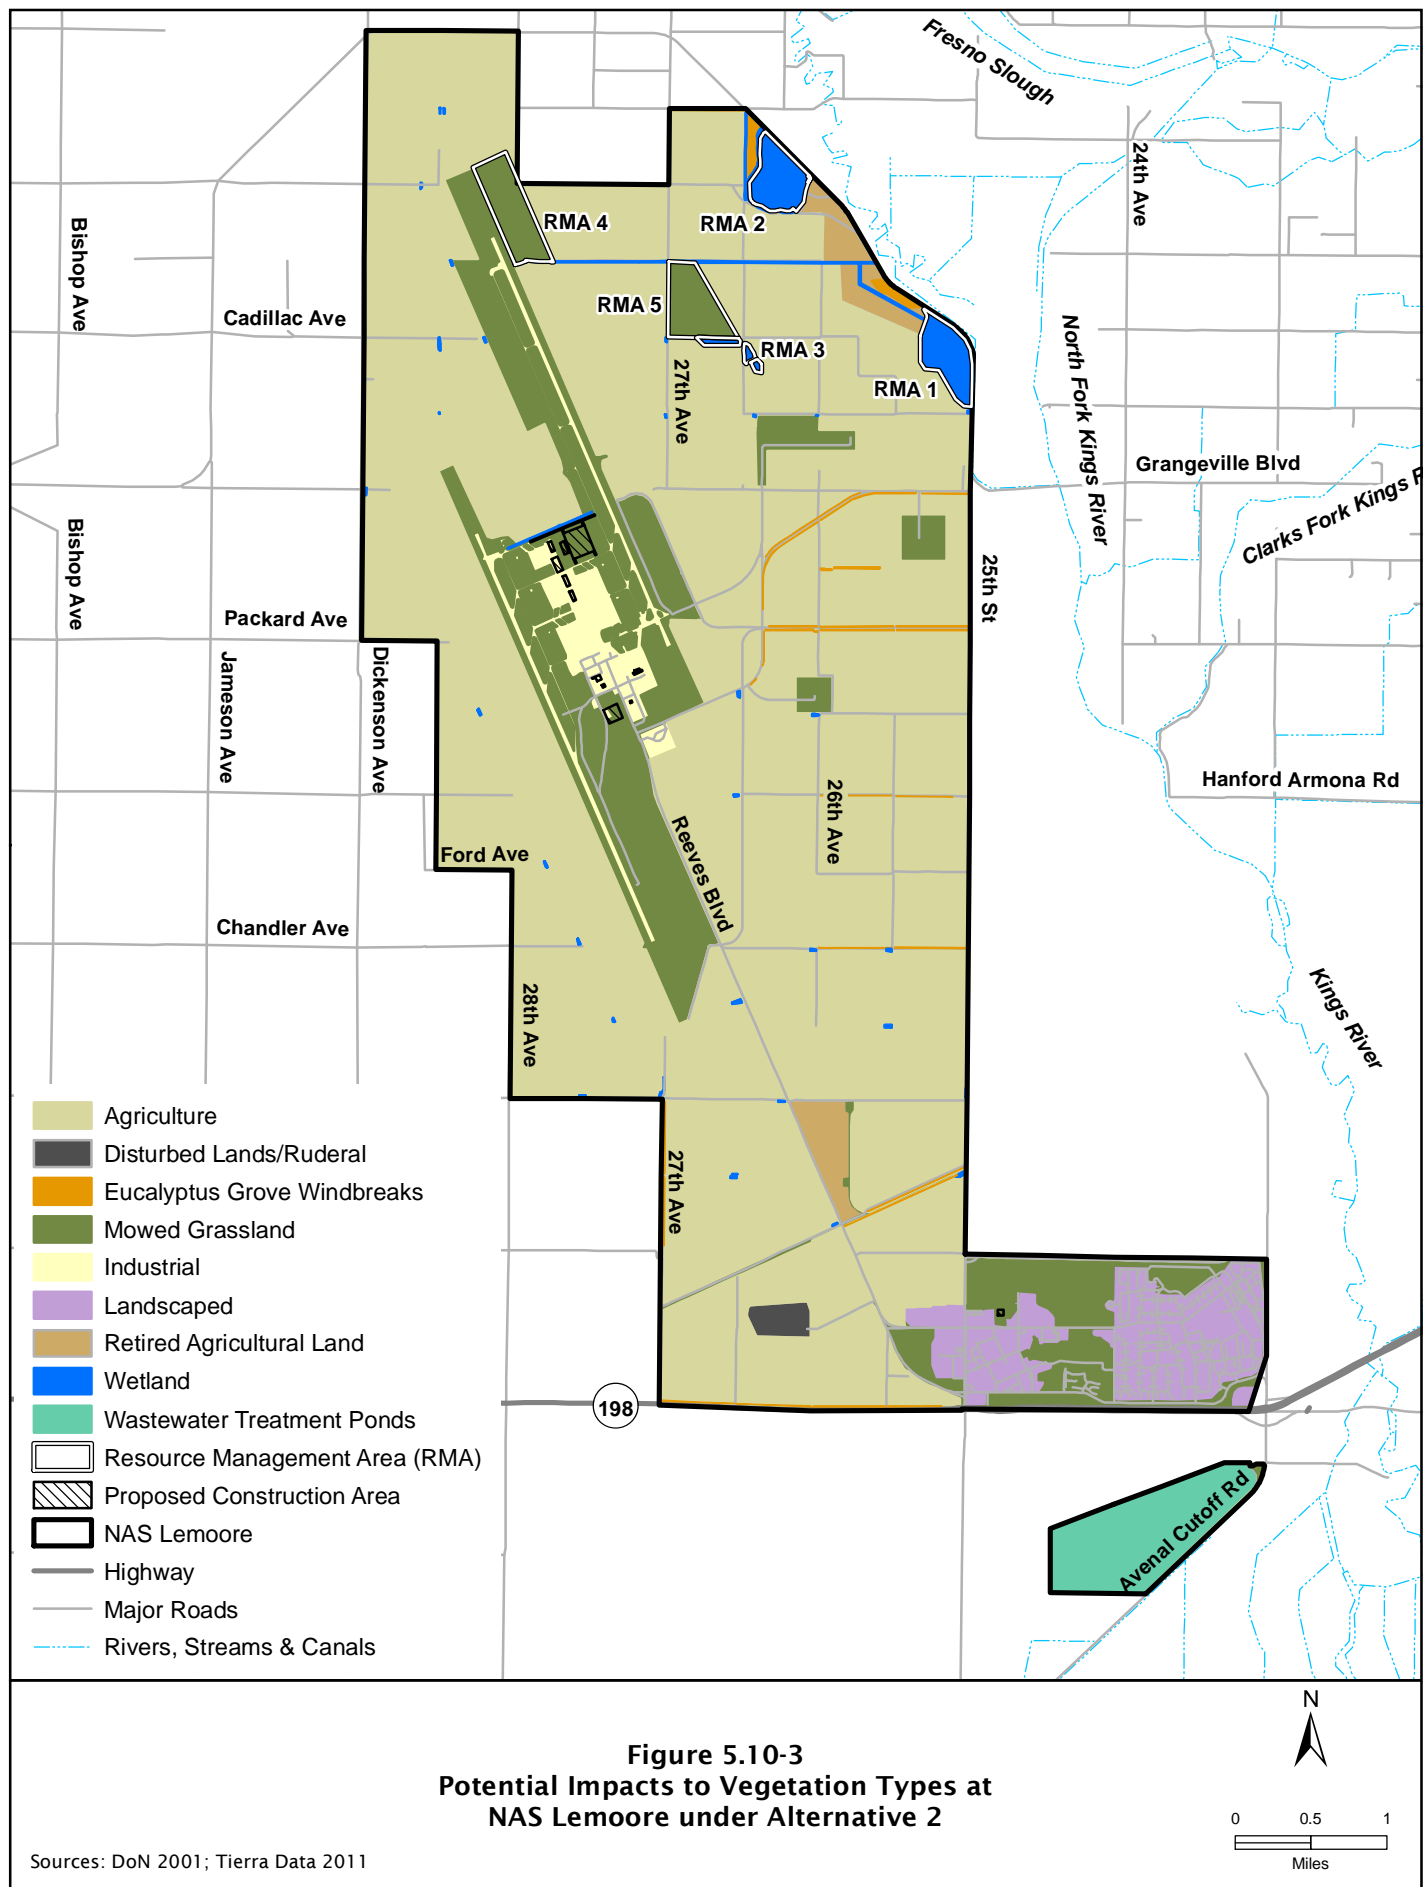 Fresno Slough
24th Ave
RMA 4
RMA 2
Bishop Ave
RMA 5
Cadillac Ave
RMA 3
27th Ave
RMA 1
North Fork Kings River
Grangeville Blvd
Clarks Fork Kings
Bishop Ave
25th St
Packard Ave
Jameson Ave
Dickenson Ave
Hanford Armona Rd
26th Ave
Reeves Blvd
Ford Ave
Chandler Ave
28th Ave
Kings River
27th Ave
198
Avenal Cutoff Rd
Agriculture
Disturbed Lands/Ruderal
Eucalyptus Grove Windbreaks
Mowed Grassland
Industrial
Landscaped
Retired Agricultural Land
Wetland
Wastewater Treatment Ponds
Resource Management Area (RMA)
Proposed Construction Area
NAS Lemoore
Highway
Major Roads
Rivers, Streams & Canals
N
Figure 5.10-3
Potential Impacts to Vegetation Types at
NAS Lemoore under Alternative 2
0 0.5 1
Miles
Sources: DoN 2001; Tierra Data 2011